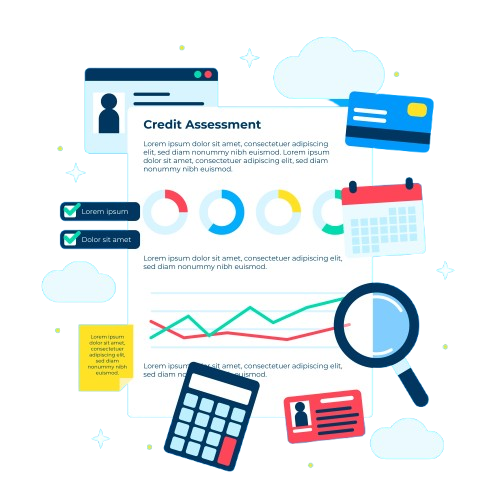 Credit Assessment
Lorem ipsum dolor sit amet, consectetuer adipiscing
elit, sed diam nonummy nibh euismod. Lorem ipsum
dolor sit amet, consectetuer adipiscing elit, sed diam
nonummy nibh euismod.
Lorem ipsum
Dolor sit amet
Lorem ipsum dolor sit amet, consectetuer adipiscing elit,
sed diam nonummy nibh euismod.
Lorem ipsum
dolor sit amet,
consectetuer
adipiscing elit, sed
diam nonummy
nibh euismod.
Lorem ipsum dolor sit amet, consectetuer adipiscing elit,
sed diam nonummy nibh euismod.